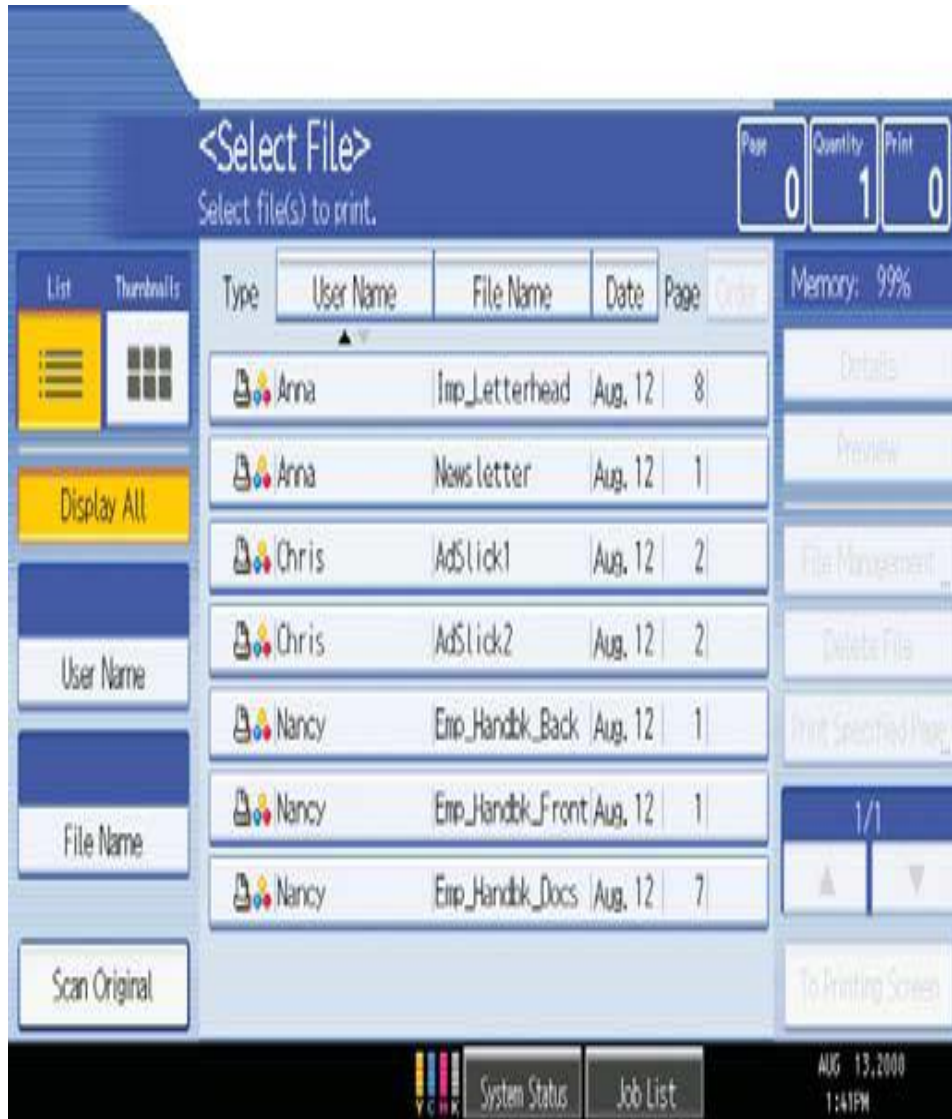 <Select File>
Select file(s) to print.
Page 0
Quantity 1
Print 0
List Thumbnails
Display All
User Name
File Name
Scan Original
Type User Name File Name Date Page Order
Anna Imp_Letterhead Aug. 12 8
Anna Newsletter Aug. 12 1
Chris AdSlick1 Aug. 12 2
Chris AdSlick2 Aug. 12 2
Nancy Emp_Handbk_Back Aug. 12 1
Nancy Emp_Handbk_Front Aug. 12 1
Nancy Emp_Handbk_Docs Aug. 12 7
Memory: 99%
Details
Preview
File Management
Delete File
Print Specified Page
1/1
To Printing Screen
Y C M K
System Status
Job List
AUG 13,2008
1:41PM